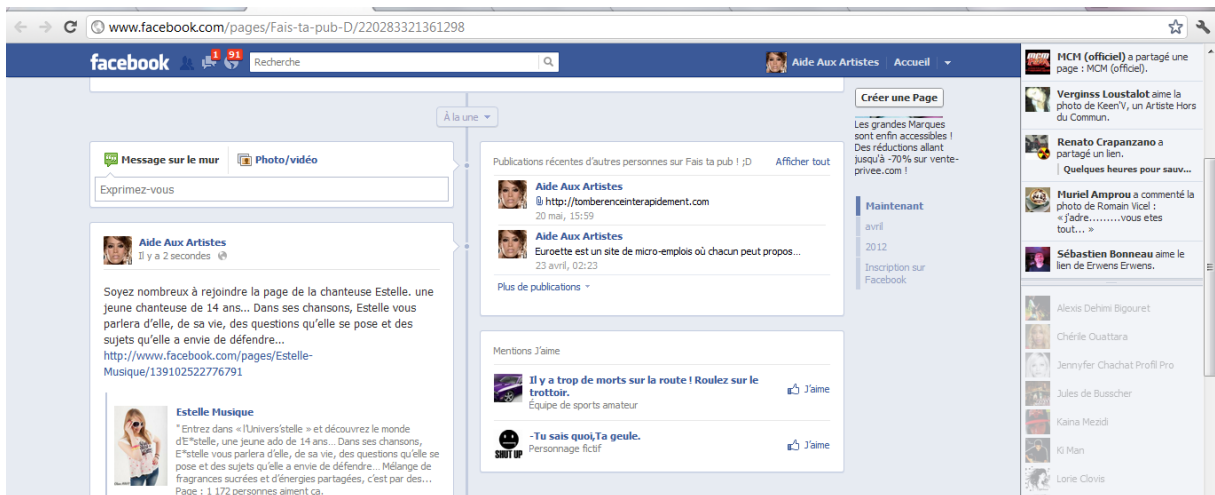 www.facebook.com/pages/Fais-ta-pub-D/220283321361298
facebook
1
91
Recherche
Aide Aux Artistes
Accueil
À la une
Message sur le mur
Photo/vidéo
Exprimez-vous
Aide Aux Artistes
Il y a 2 secondes
Soyez nombreux à rejoindre la page de la chanteuse Estelle. une
jeune chanteuse de 14 ans... Dans ses chansons, Estelle vous
parlera d'elle, de sa vie, des questions qu'elle se pose et des
sujets qu'elle a envie de défendre...
http://www.facebook.com/pages/Estelle-
Musique/139102522776791
Estelle Musique
"Entrez dans « l'Univers'stelle » et découvrez le monde
d'E*stelle, une jeune ado de 14 ans... Dans ses chansons,
E*stelle vous parlera d'elle, de sa vie, des questions qu'elle se
pose et des sujets qu'elle a envie de défendre... Mélange de
fragrances sucrées et d'énergies partagées, c'est par des...
Page : 1 172 personnes aiment ça.
Publications récentes d'autres personnes sur Fais ta pub ! ;D
Afficher tout
Aide Aux Artistes
http://tomberenceinterapidement.com
20 mai, 15:59
Aide Aux Artistes
Euroette est un site de micro-emplois où chacun peut propos...
23 avril, 02:23
Plus de publications
Mentions J'aime
Il y a trop de morts sur la route ! Roulez sur le
trottoir.
Équipe de sports amateur
J'aime
SHUT UP
-Tu sais quoi,Ta geule.
Personnage fictif
J'aime
Créer une Page
Les grandes Marques
sont enfin accessibles !
Des réductions allant
jusqu'à -70% sur vente-
privee.com !
Maintenant
avril
2012
Inscription sur
Facebook
MCM (officiel) a partagé une
page : MCM (officiel).
Verginss Loustalot aime la
photo de Keen'V, un Artiste Hors
du Commun.
Renato Crapanzano a
partagé un lien.
Quelques heures pour sauv...
Muriel Amprou a commenté la
photo de Romain Vicel :
« j'adre.........vous etes
tout... »
Sébastien Bonneau aime le
lien de Erwens Erwens.
Alexis Dehimi Bigouret
Chérile Ouattara
Jennyfer Chachat Profil Pro
Jules de Busscher
Kaina Mezidi
Ki Man
Lorie Clovis